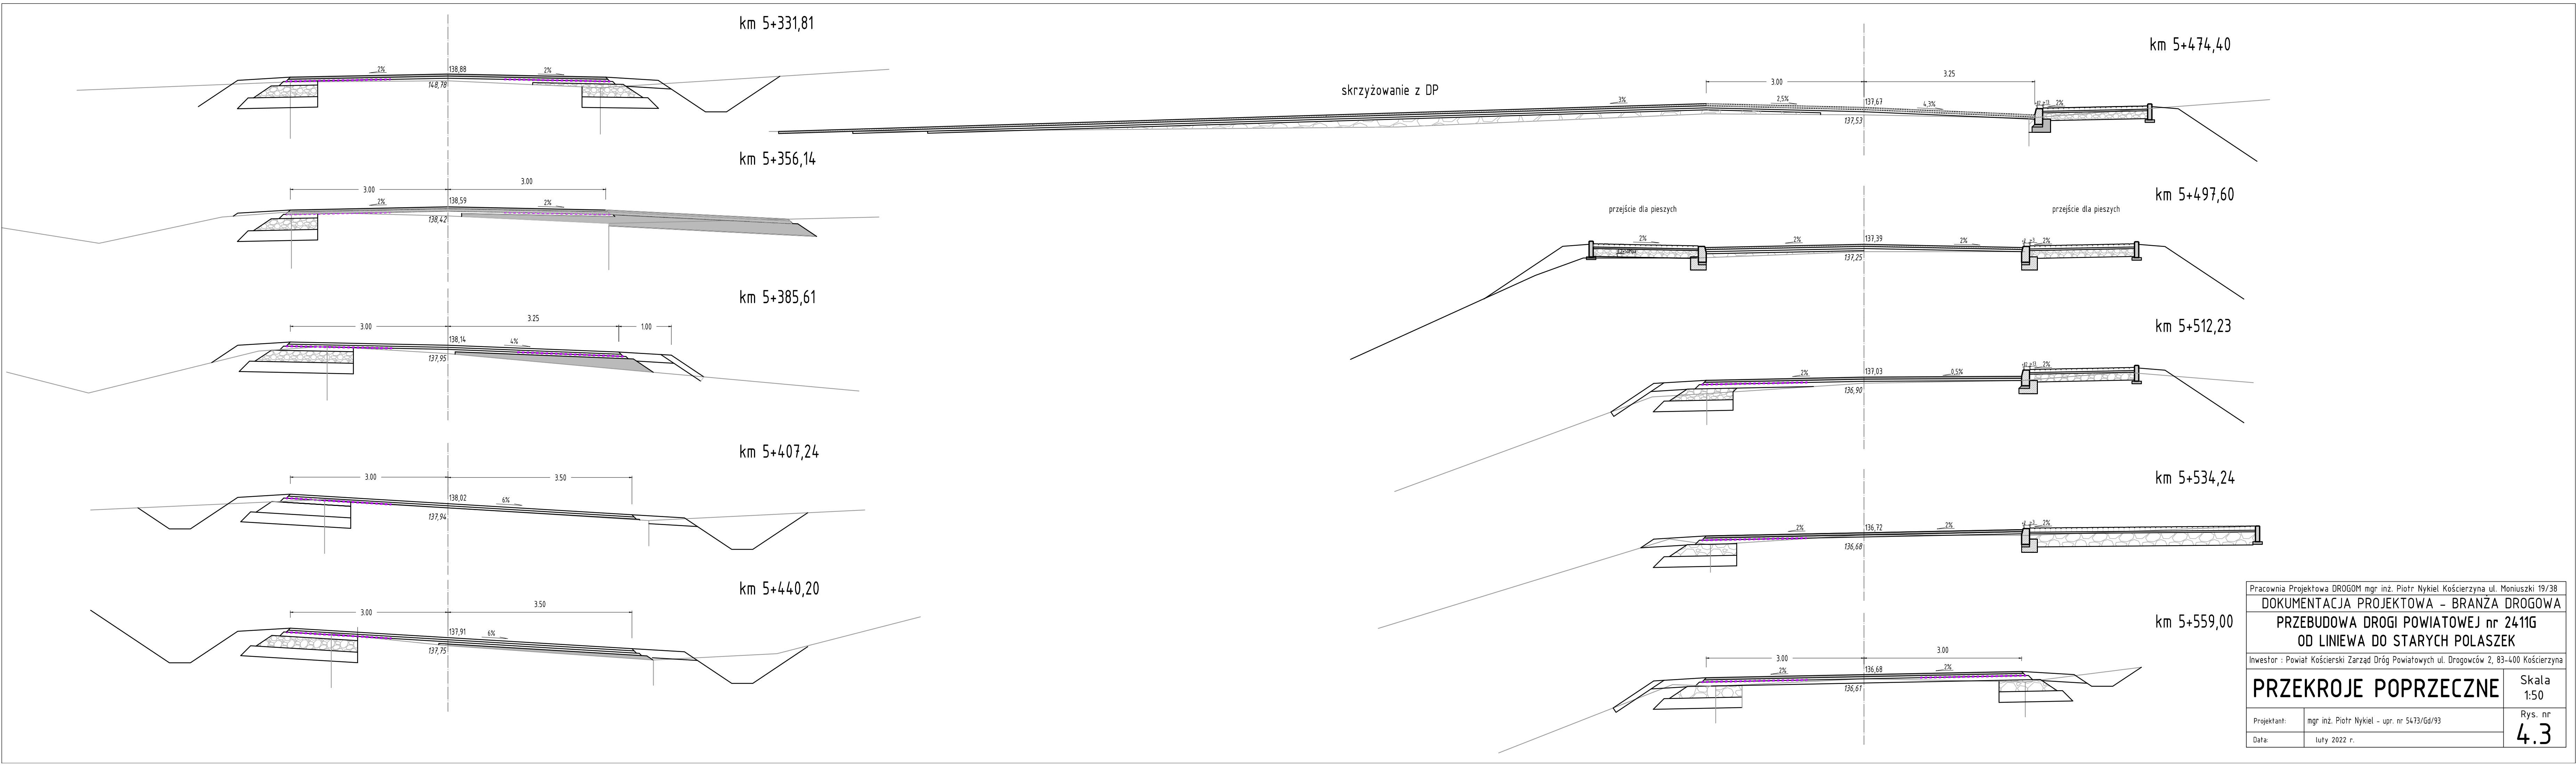 km 5+331,81
2%
138,88
2%
148,78
km 5+356,14
3.00
3.00
2%
138,59
2%
138,42
km 5+385,61
3.00
3.25
1.00
138,14
4%
137,95
km 5+407,24
3.00
3.50
138,02
6%
137,94
km 5+440,20
3.00
3.50
137,91
6%
137,75
km 5+474,40
skrzyżowanie z DP
3.00
3.25
3%
2,5%
137,67
4,3%
2%
137,53
km 5+497,60
przejście dla pieszych
przejście dla pieszych
2%
2%
137,39
2%
2%
137,25
km 5+512,23
2%
137,03
0,5%
2%
136,90
km 5+534,24
2%
136,72
2%
2%
136,68
km 5+559,00
3.00
3.00
2%
136,68
2%
136,61
Pracownia Projektowa DROGOM mgr inż. Piotr Nykiel Kościerzyna ul. Moniuszki 19/38
DOKUMENTACJA PROJEKTOWA - BRANŻA DROGOWA
PRZEBUDOWA DROGI POWIATOWEJ nr 2411G
OD LINIEWA DO STARYCH POLASZEK
Inwestor : Powiat Kościerski Zarząd Dróg Powiatowych ul. Drogowców 2, 83-400 Kościerzyna
PRZEKROJE POPRZECZNE
Skala
1:50
Projektant:
mgr inż. Piotr Nykiel - upr. nr 5473/Gd/93
Rys. nr
4.3
Data:
luty 2022 r.